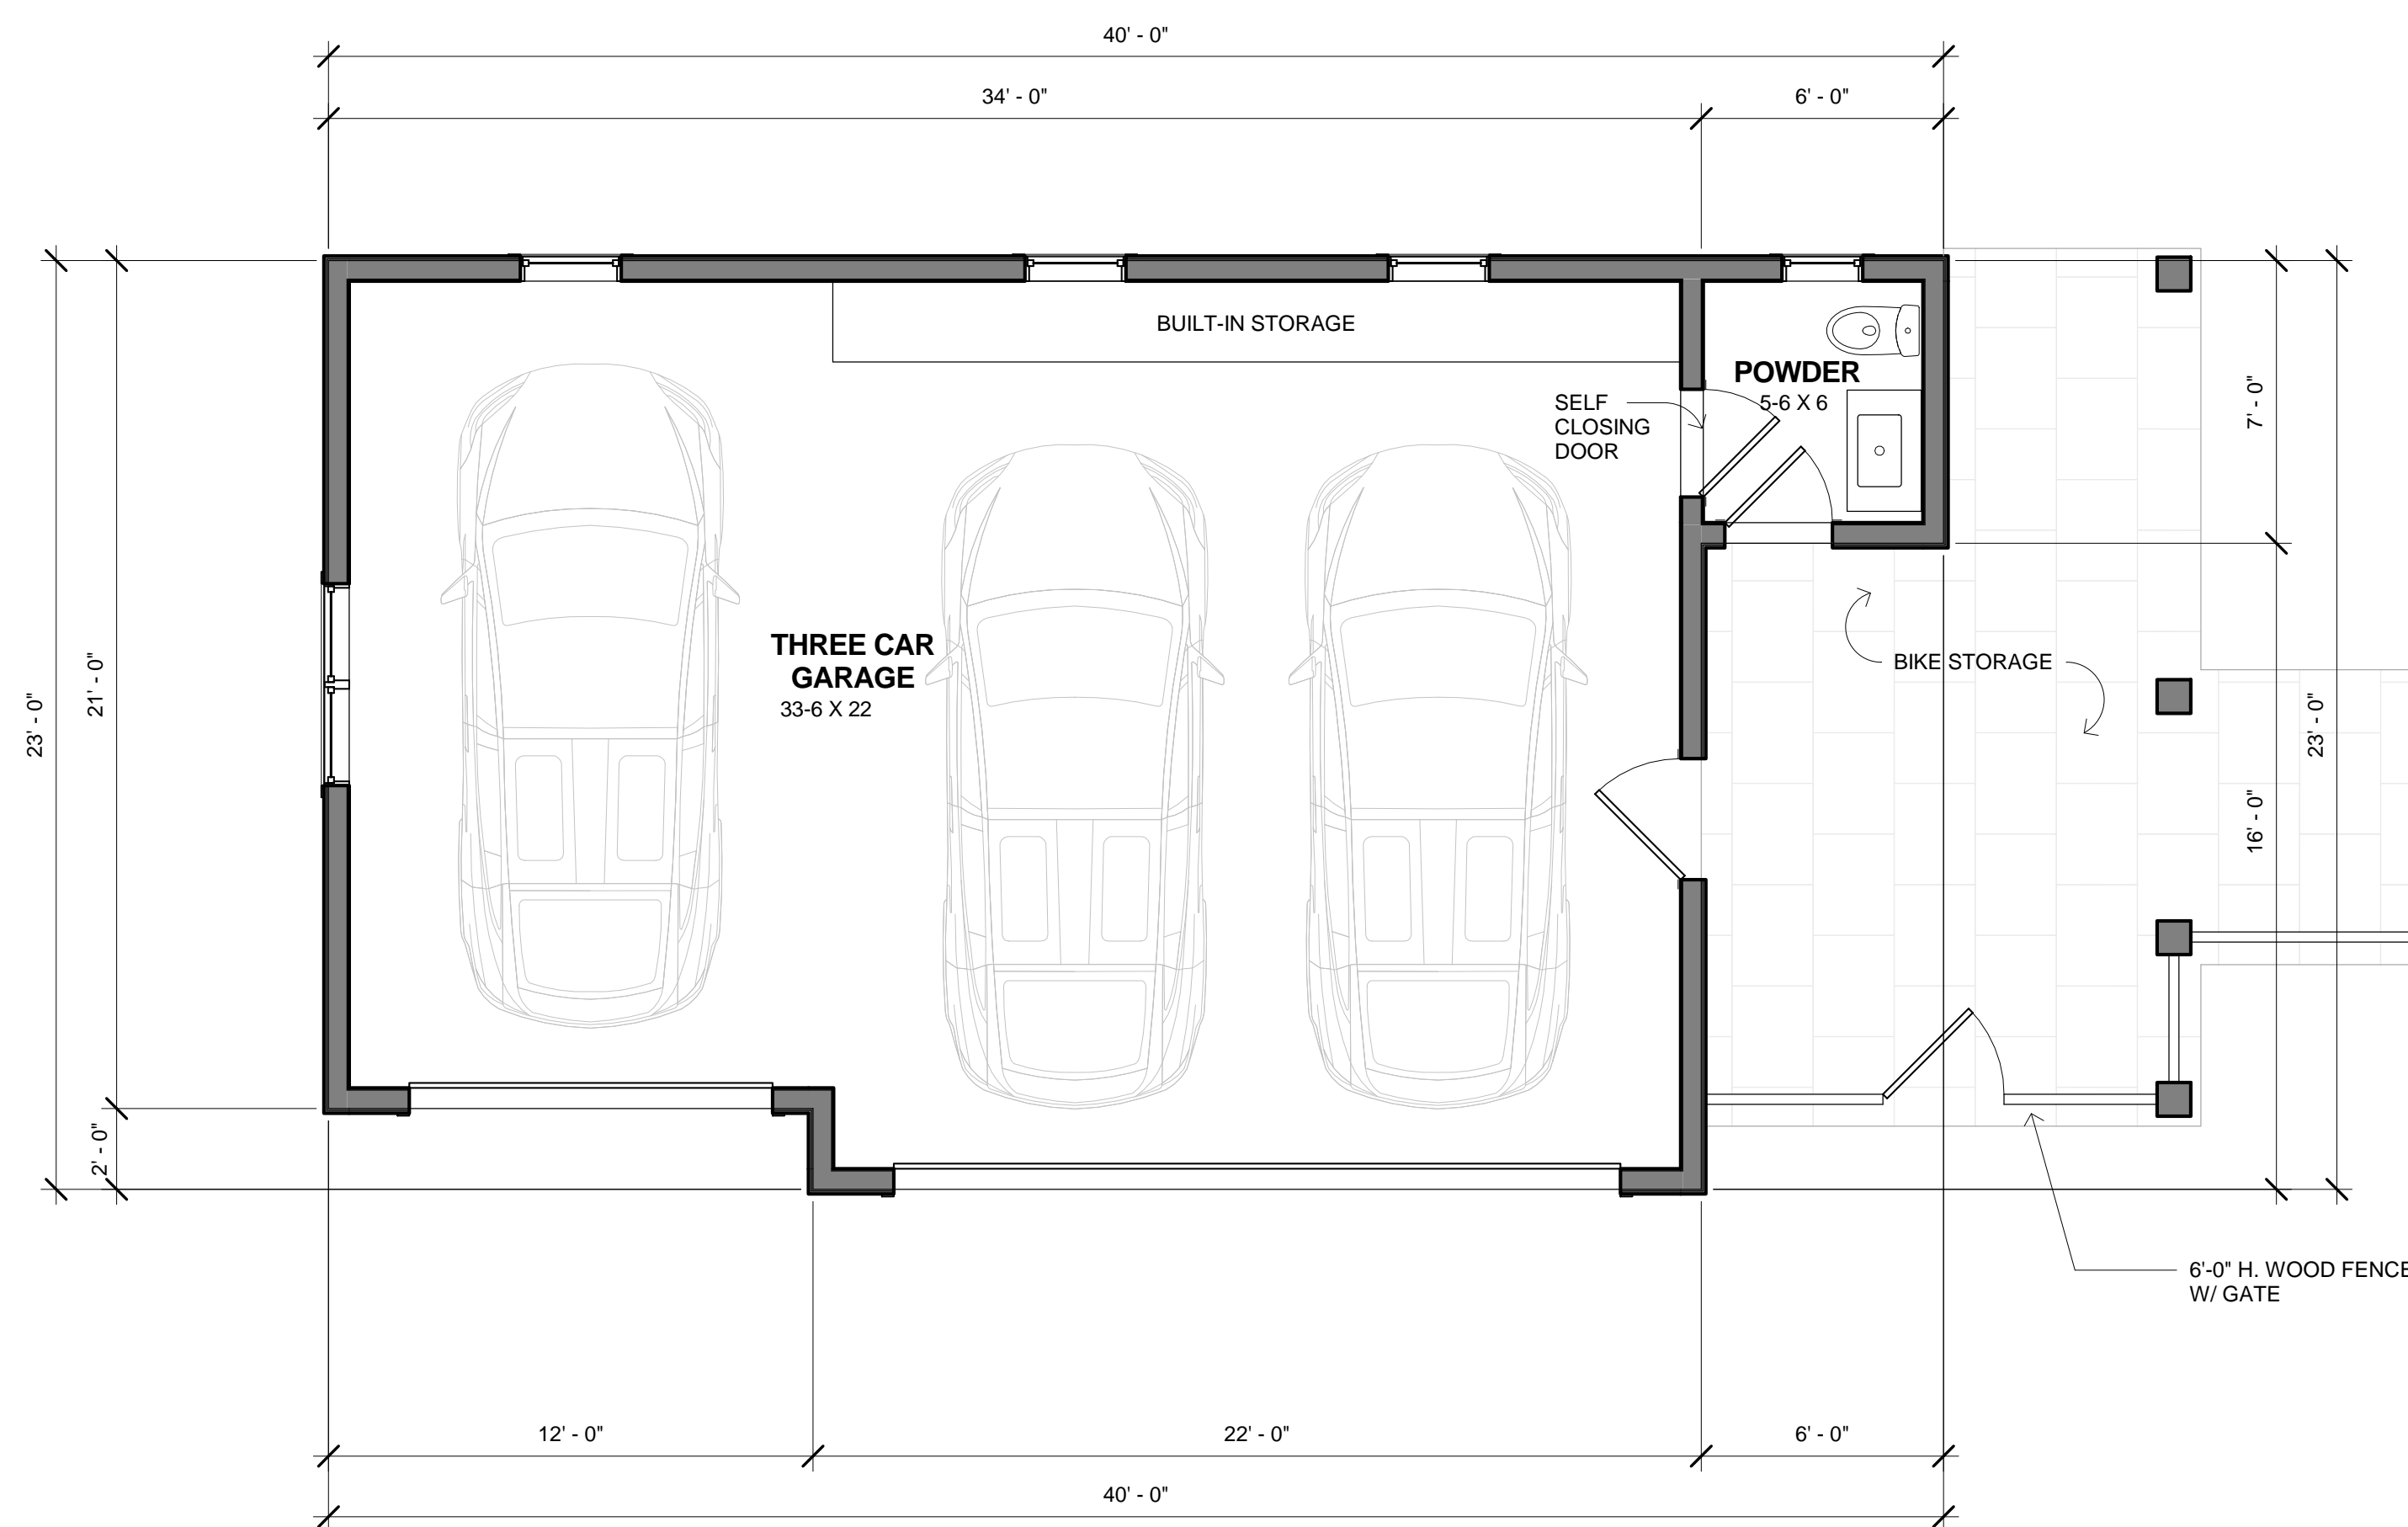 40' - 0"
34' - 0"
6' - 0"
BUILT-IN STORAGE
POWDER
5-6 X 6
SELF
CLOSING
DOOR
7' - 0"
THREE CAR
GARAGE
33-6 X 22
BIKE STORAGE
21' - 0"
23' - 0"
23' - 0"
16' - 0"
2' - 0"
6'-0" H. WOOD FENCE
W/ GATE
12' - 0"
22' - 0"
6' - 0"
40' - 0"